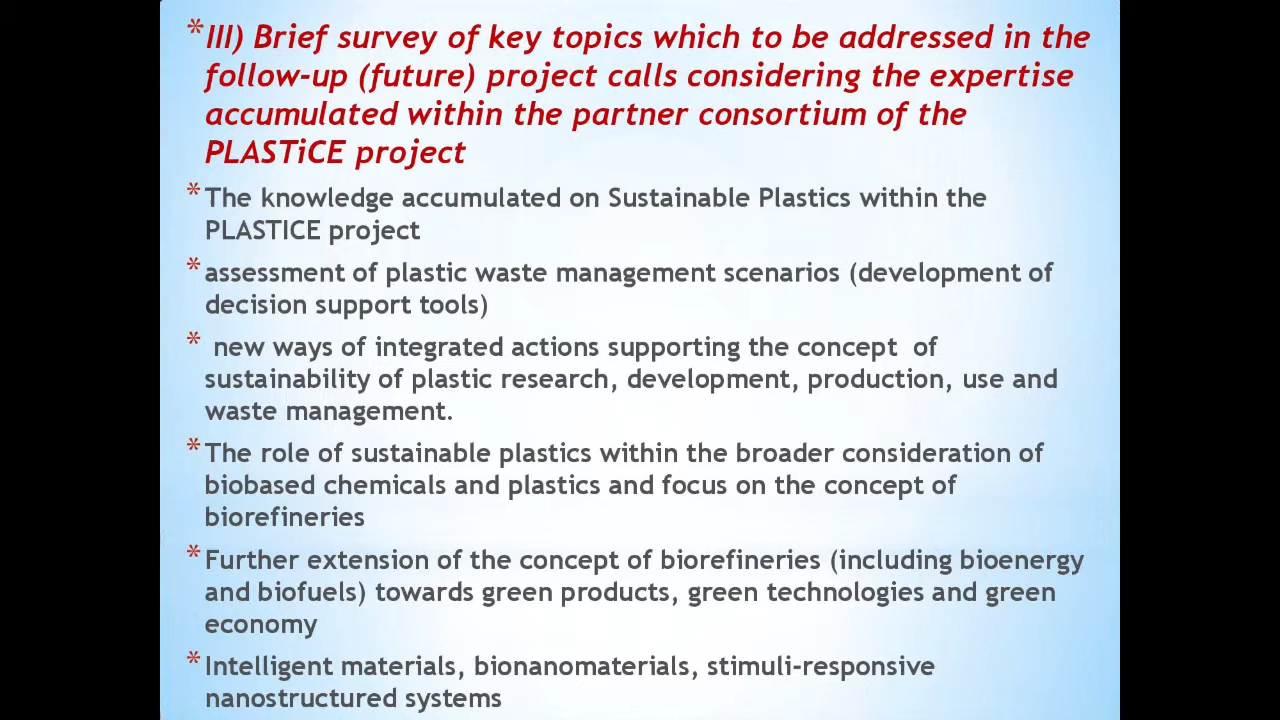 * III) Brief survey of key topics which to be addressed in the
follow-up (future) project calls considering the expertise
accumulated within the partner consortium of the
PLASTiCE project
* The knowledge accumulated on Sustainable Plastics within the
PLASTICE project
* assessment of plastic waste management scenarios (development of
decision support tools)
* new ways of integrated actions supporting the concept of
sustainability of plastic research, development, production, use and
waste management.
* The role of sustainable plastics within the broader consideration of
biobased chemicals and plastics and focus on the concept of
biorefineries
* Further extension of the concept of biorefineries (including bioenergy
and biofuels) towards green products, green technologies and green
economy
* Intelligent materials, bionanomaterials, stimuli-responsive
nanostructured systems